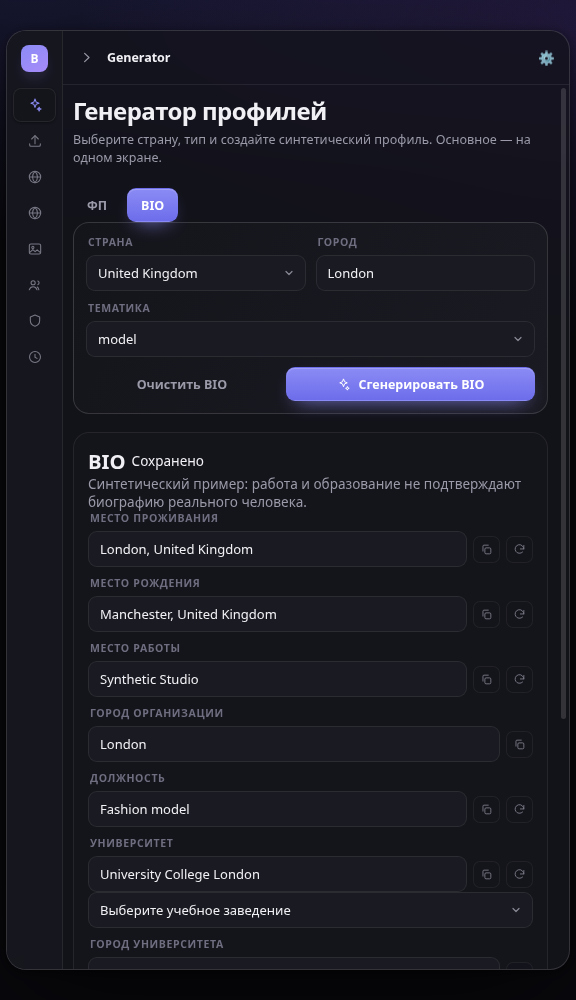 B
Generator
Генератор профилей
Выберите страну, тип и создайте синтетический профиль. Основное — на
одном экране.
ФП
BIO
СТРАНА
ГОРОД
United Kingdom
London
ТЕМАТИКА
model
Очистить BIO
Сгенерировать BIO
BIO Сохранено
Синтетический пример: работа и образование не подтверждают
биографию реального человека.
МЕСТО ПРОЖИВАНИЯ
London, United Kingdom
МЕСТО РОЖДЕНИЯ
Manchester, United Kingdom
МЕСТО РАБОТЫ
Synthetic Studio
ГОРОД ОРГАНИЗАЦИИ
London
ДОЛЖНОСТЬ
Fashion model
УНИВЕРСИТЕТ
University College London
Выберите учебное заведение
ГОРОД УНИВЕРСИТЕТА